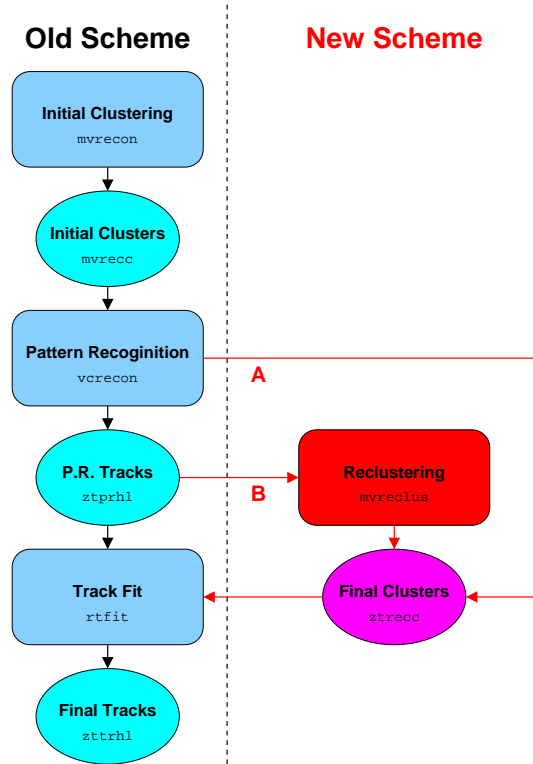 Old Scheme
New Scheme
Initial Clustering
mvrecon
Initial Clusters
mvrecc
Pattern Recoginition
vcrecon
A
P.R. Tracks
ztprhl
B
Reclustering
mvreclus
Track Fit
rtfit
Final Clusters
ztrecc
Final Tracks
zttrhl